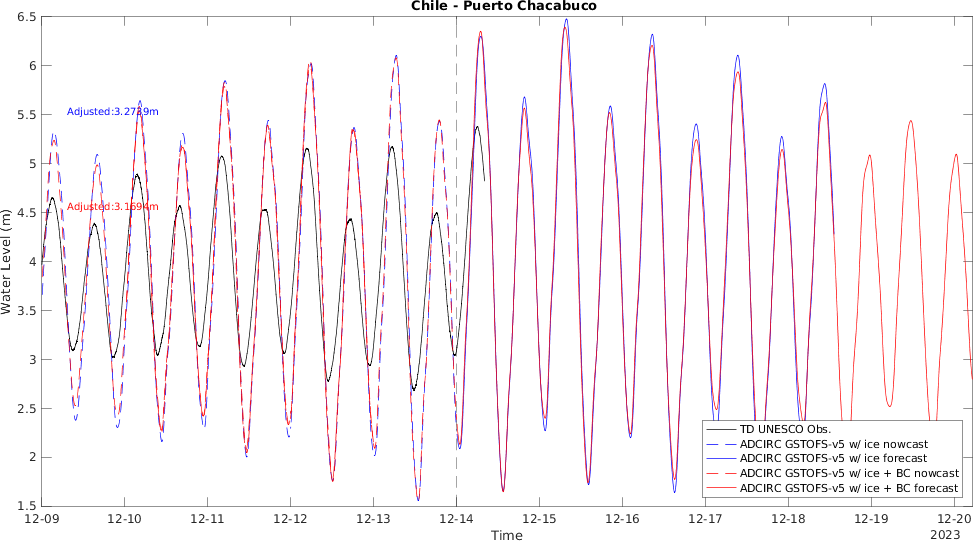 Chile - Puerto Chacabuco
6.5
6
5.5
5
4.5
4
3.5
3
2.5
2
1.5
Water Level (m)
Adjusted:3.2739m
Adjusted:3.1694m
TD UNESCO Obs.
ADCIRC GSTOFS-v5 w/ ice nowcast
ADCIRC GSTOFS-v5 w/ ice forecast
ADCIRC GSTOFS-v5 w/ ice + BC nowcast
ADCIRC GSTOFS-v5 w/ ice + BC forecast
12-09 12-10 12-11 12-12 12-13 12-14 12-15 12-16 12-17 12-18 12-19 12-20
Time
2023